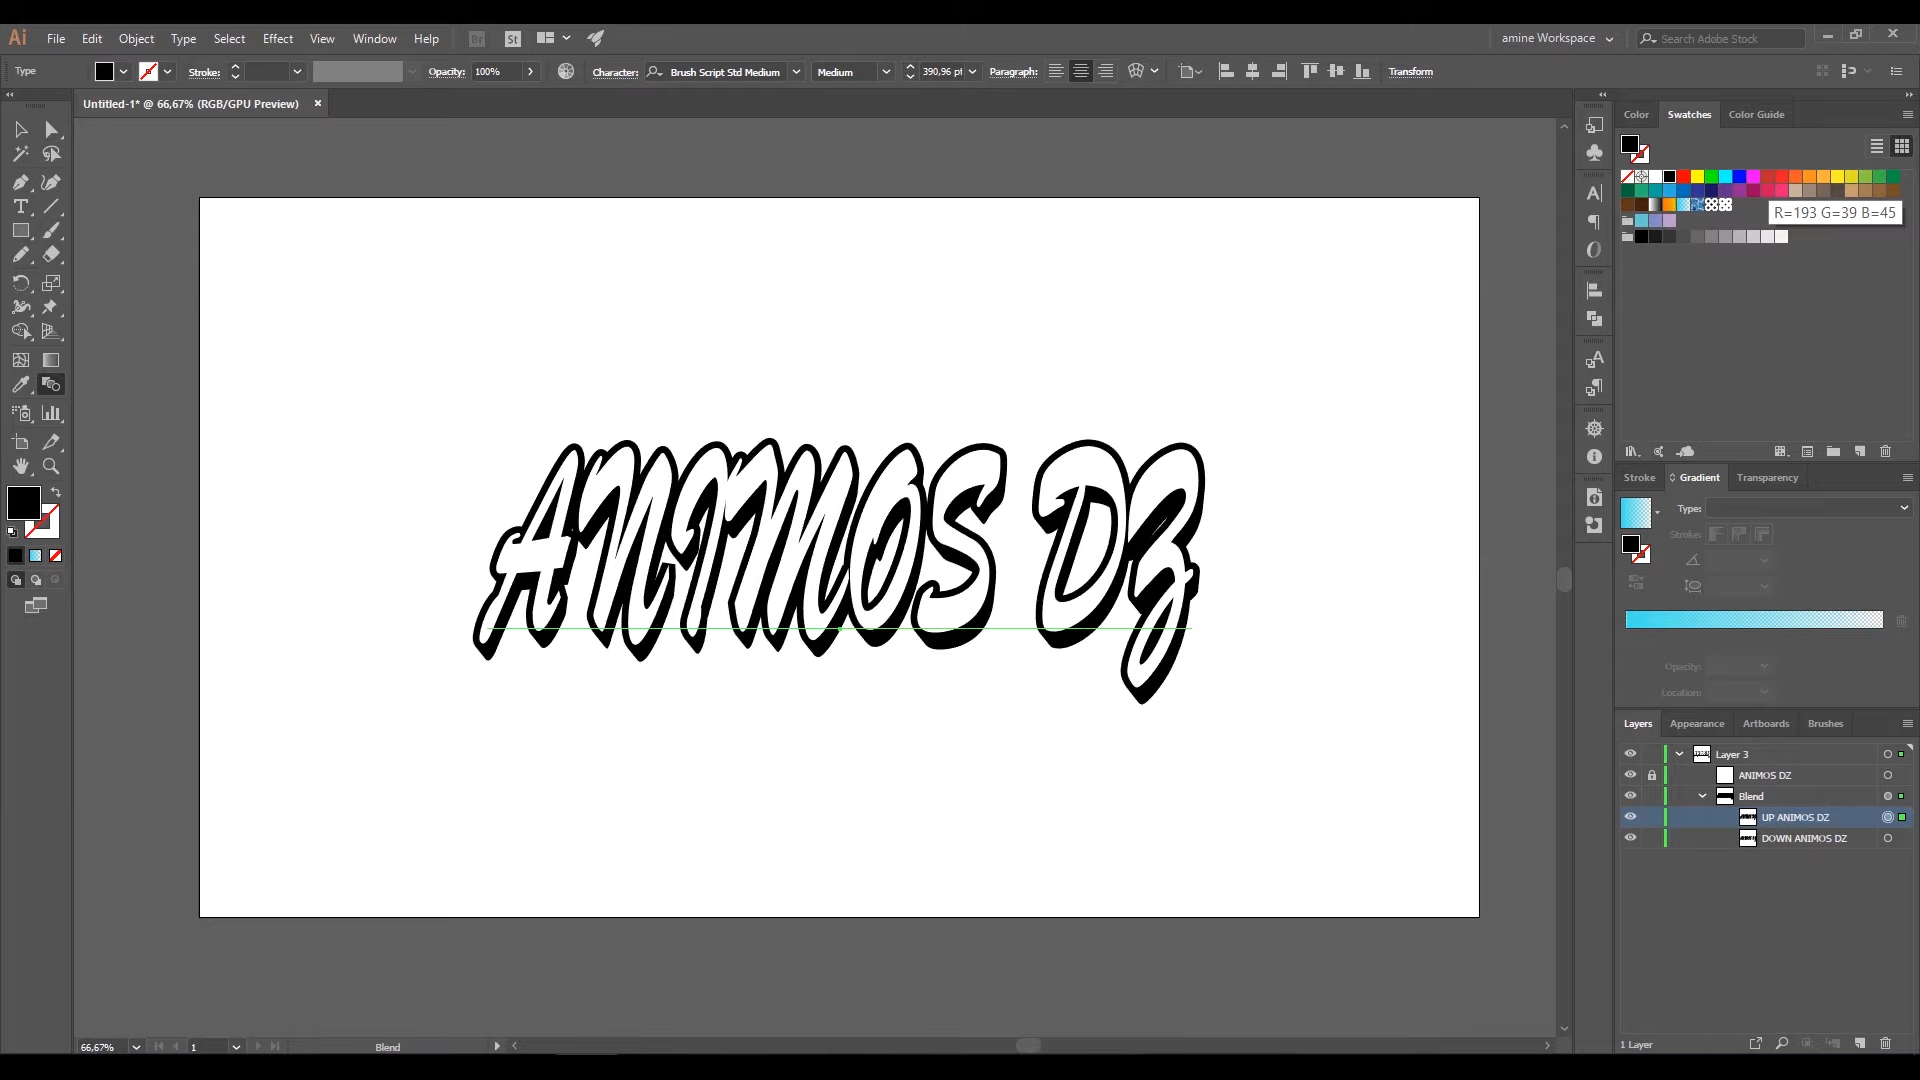 Ai File Edit Object Type Select Effect View Window Help Br St amine Workspace Search Adobe Stock
Type Stroke: Opacity: 100% Character: Brush Script Std Medium Medium 390,96 pt Paragraph: Transform
Untitled-1* @ 66,67% (RGB/GPU Preview)
Color Swatches Color Guide
R=193 G=39 B=45
Stroke Gradient Transparency
Type:
Stroke:
ANIMOS DZ
Opacity:
Location:
Layers Appearance Artboards Brushes
Layer 3
ANIMOS DZ
Blend
UP ANIMOS DZ
DOWN ANIMOS DZ
66,67% 1 Blend
1 Layer